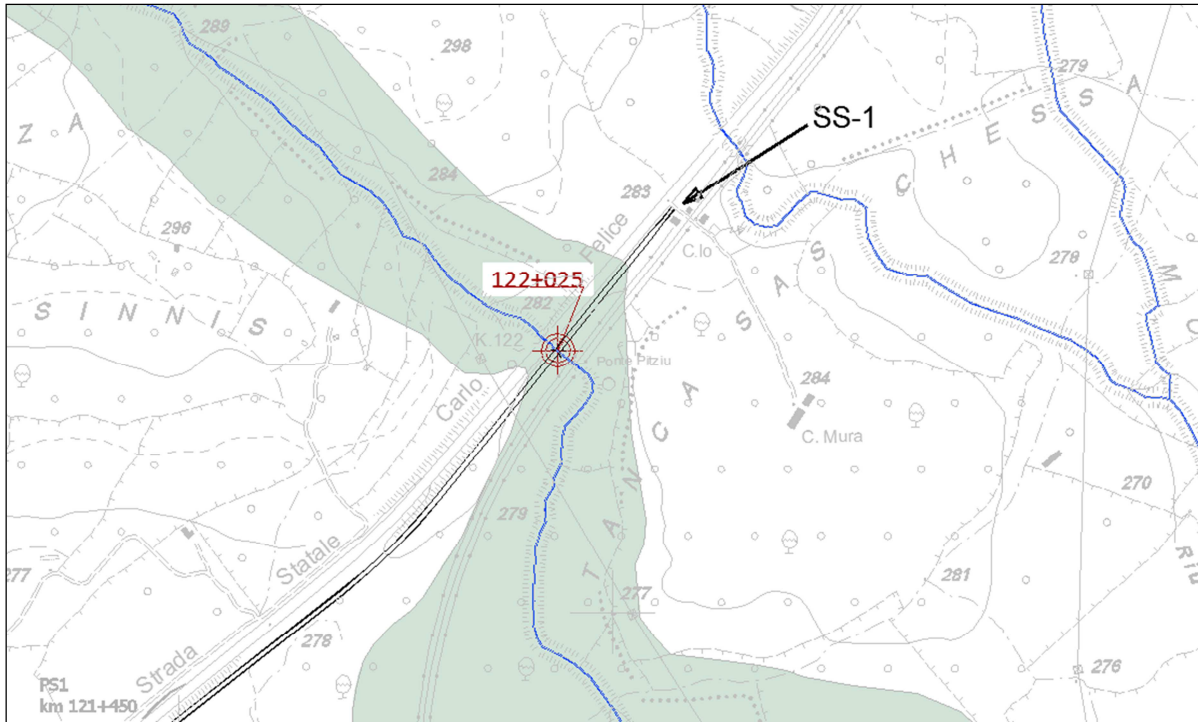 289
298
279
Z A
SS-1
C H E S S A
284
283
Felice
C.lo
296
278
122+025
282
S I N N I S
K.122
Ponte Pitziu
M
C
Carlo
T A N C A S A S
284
C. Mura
270
279
Statale
277
281
Riu
277
278
Strada
276
PS1
km 121+450